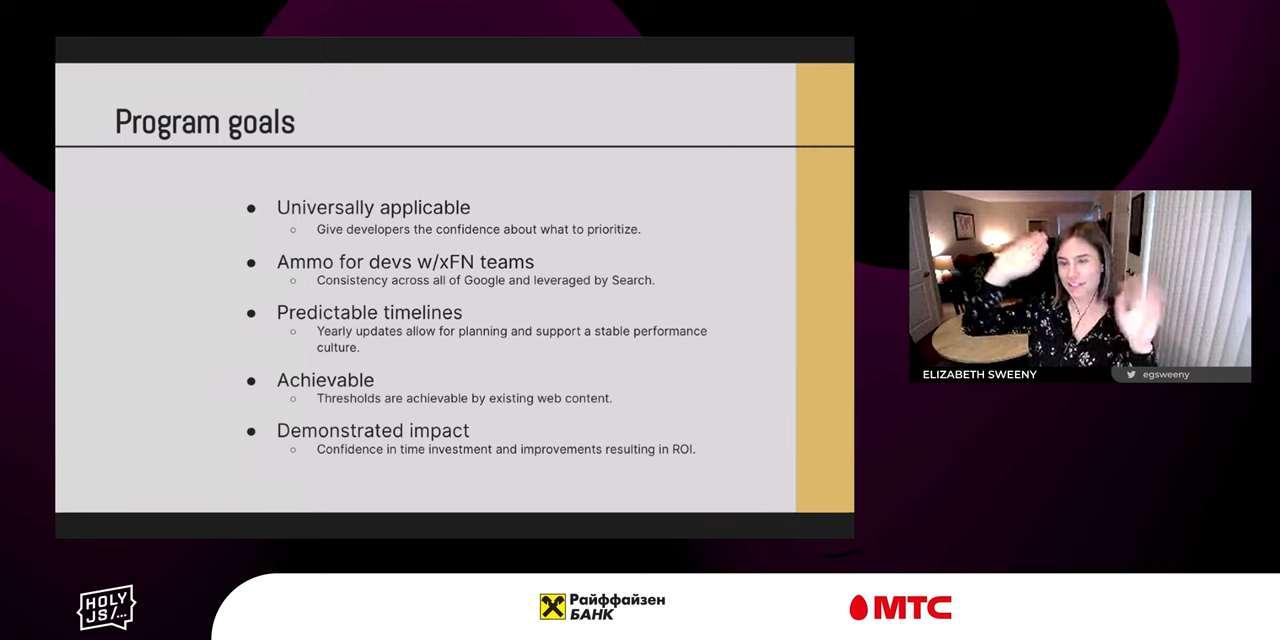 Program goals
● Universally applicable
○ Give developers the confidence about what to prioritize.
● Ammo for devs w/xFN teams
○ Consistency across all of Google and leveraged by Search.
● Predictable timelines
○ Yearly updates allow for planning and support a stable performance
culture.
● Achievable
○ Thresholds are achievable by existing web content.
● Demonstrated impact
○ Confidence in time investment and improvements resulting in ROI.
ELIZABETH SWEENY
egsweeny
HOLY
JS/...
Райффайзен
БАНК
МТС